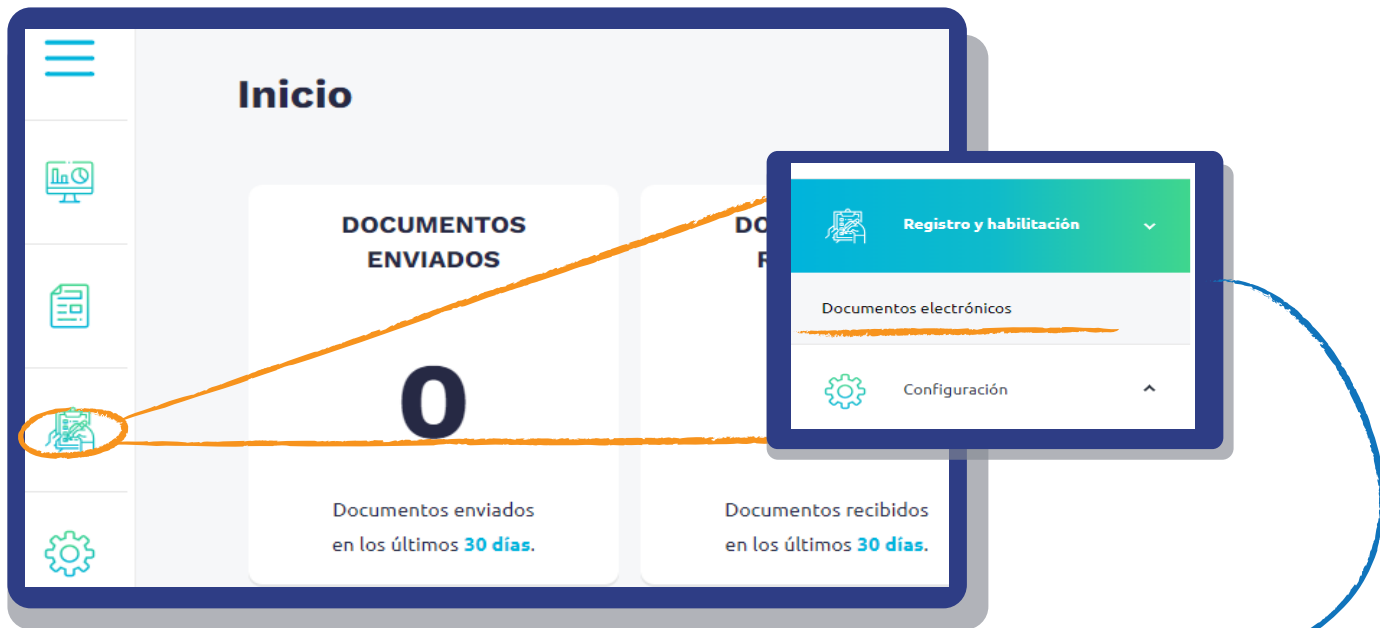 Inicio
DOCUMENTOS
ENVIADOS
0
Documentos enviados
en los últimos 30 días.
Documentos recibidos
en los últimos 30 días.
Registro y habilitación
Documentos electrónicos
Configuración